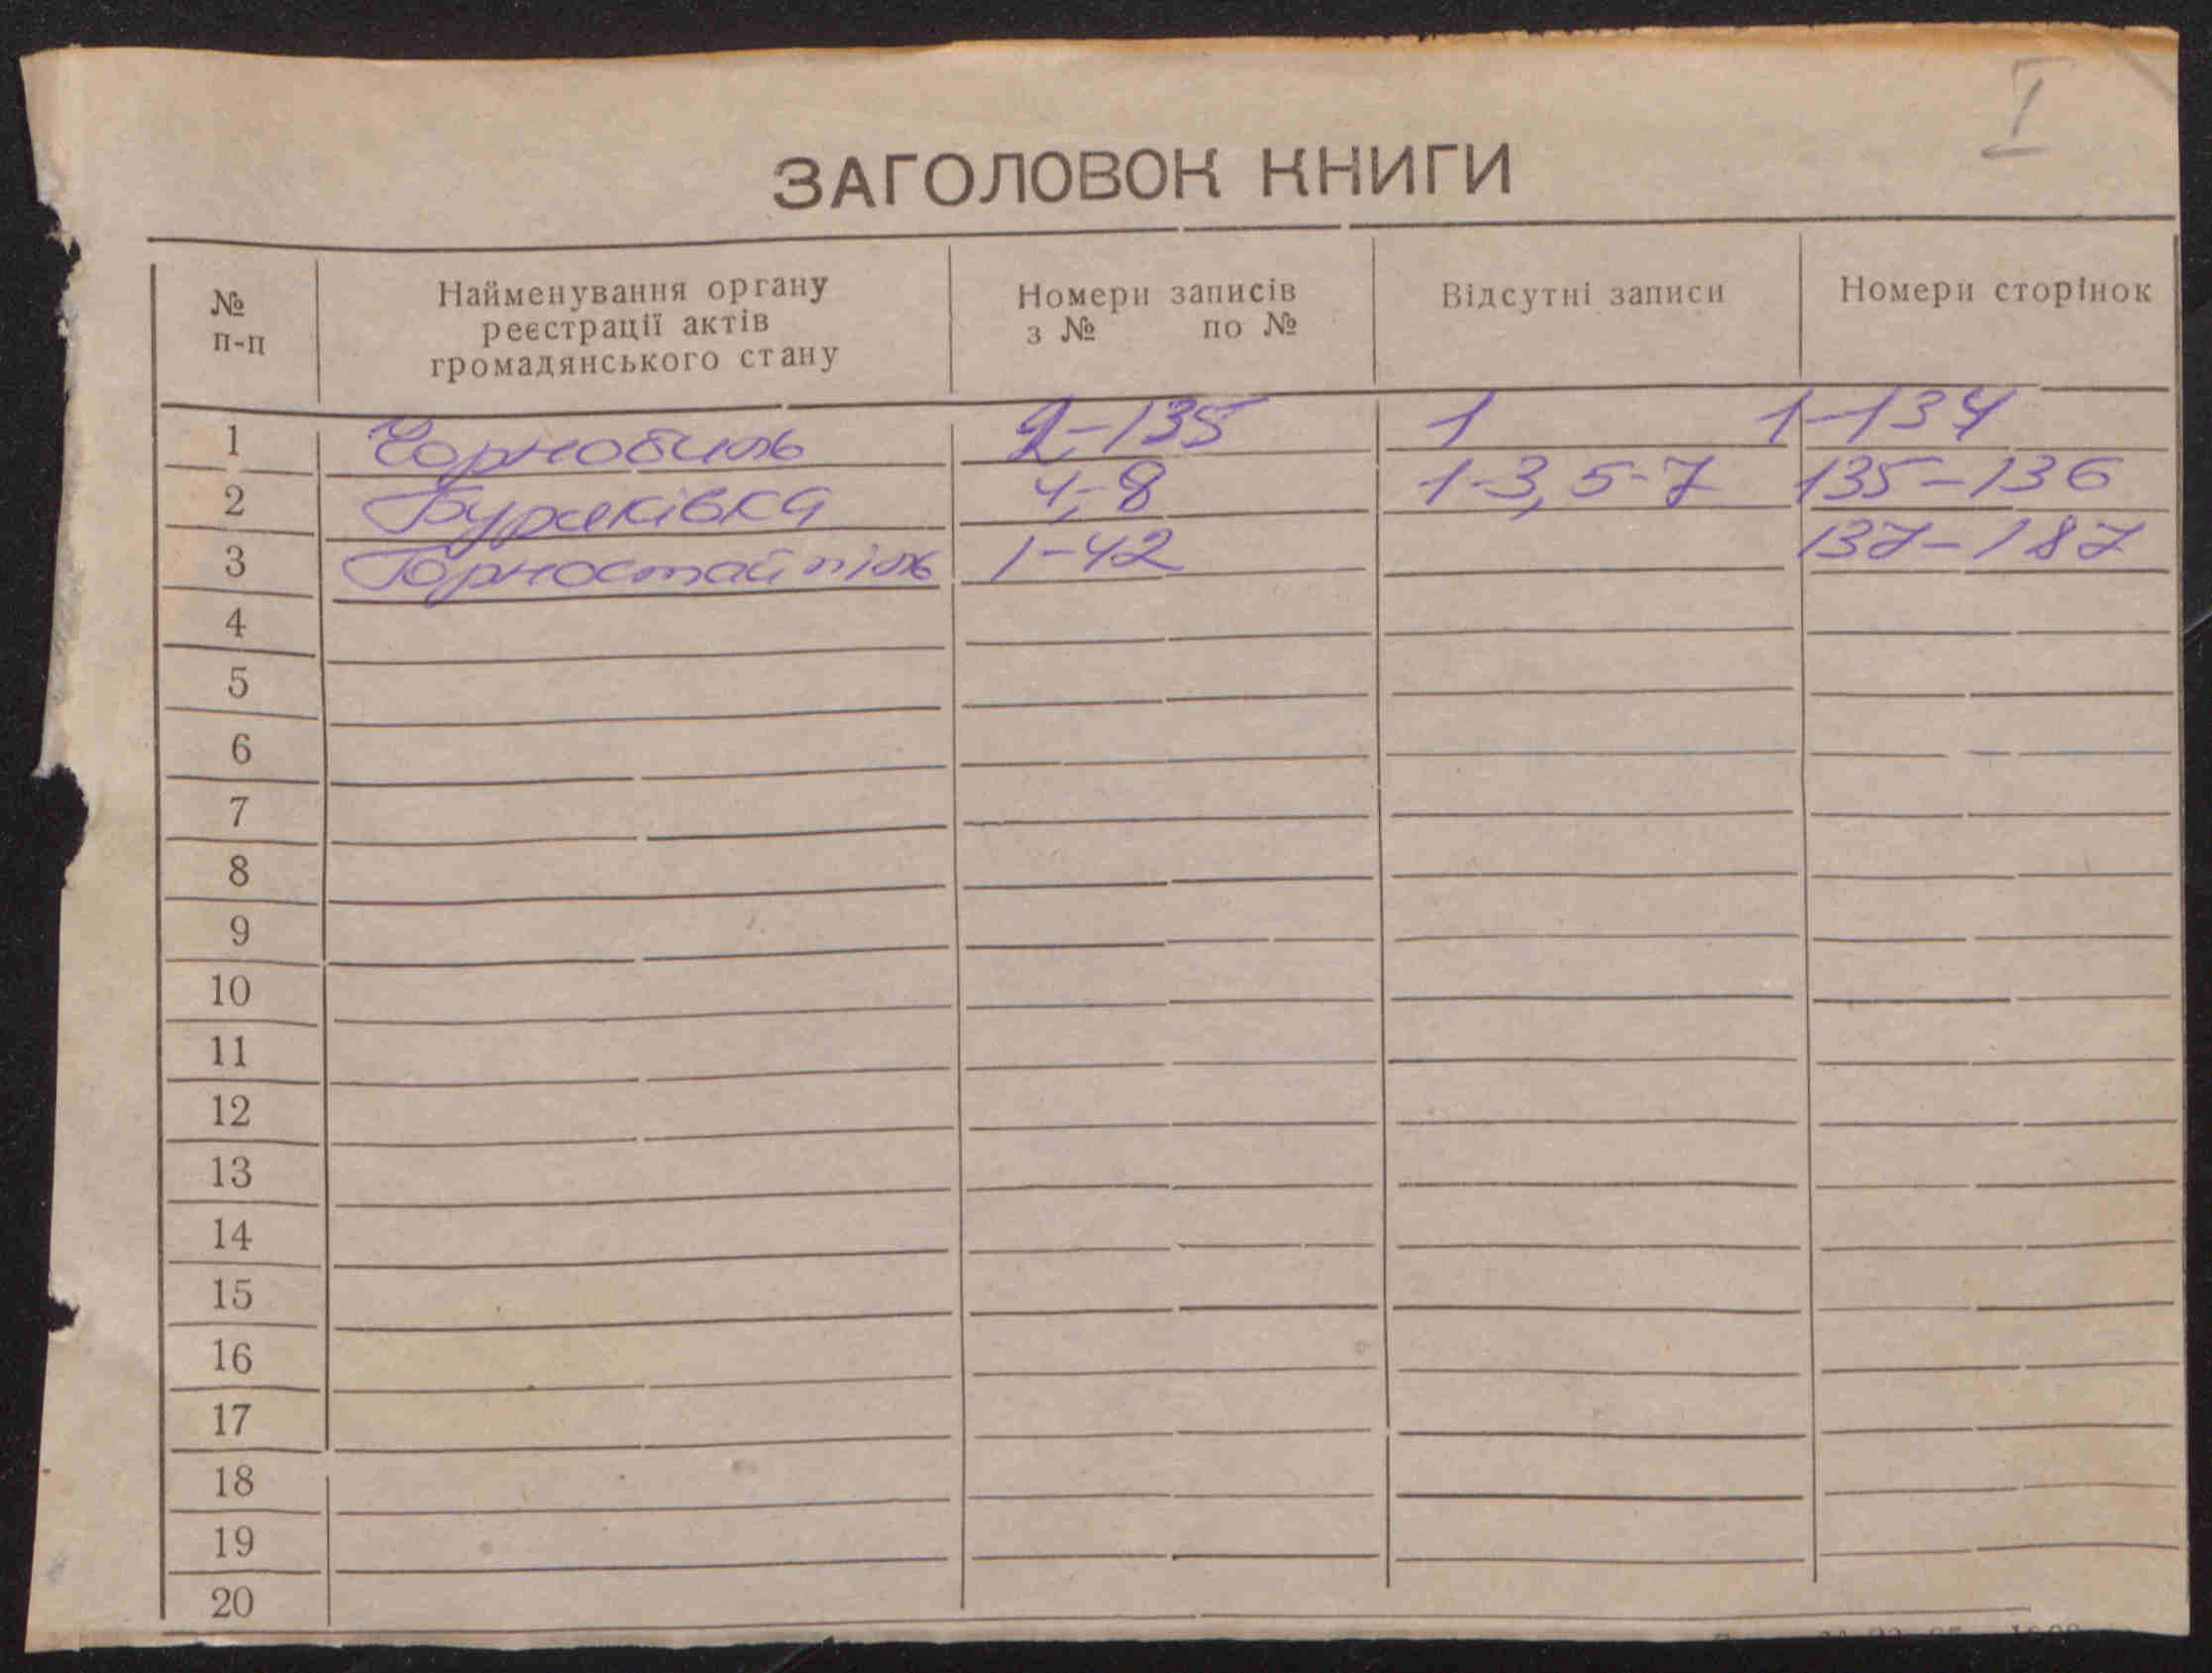 I
ЗАГОЛОВОК КНИГИ
№ п-п Найменування органу реєстрації актів громадянського стану Номери записів з № по № Відсутні записи Номери сторінок
1 Чорнобиль 2-135 1 1-134
2 Бураківка 4,-8 1-3, 5-7 135-136
3 Горностайпіль 1-42 137-187
4
5
6
7
8
9
10
11
12
13
14
15
16
17
18
19
20